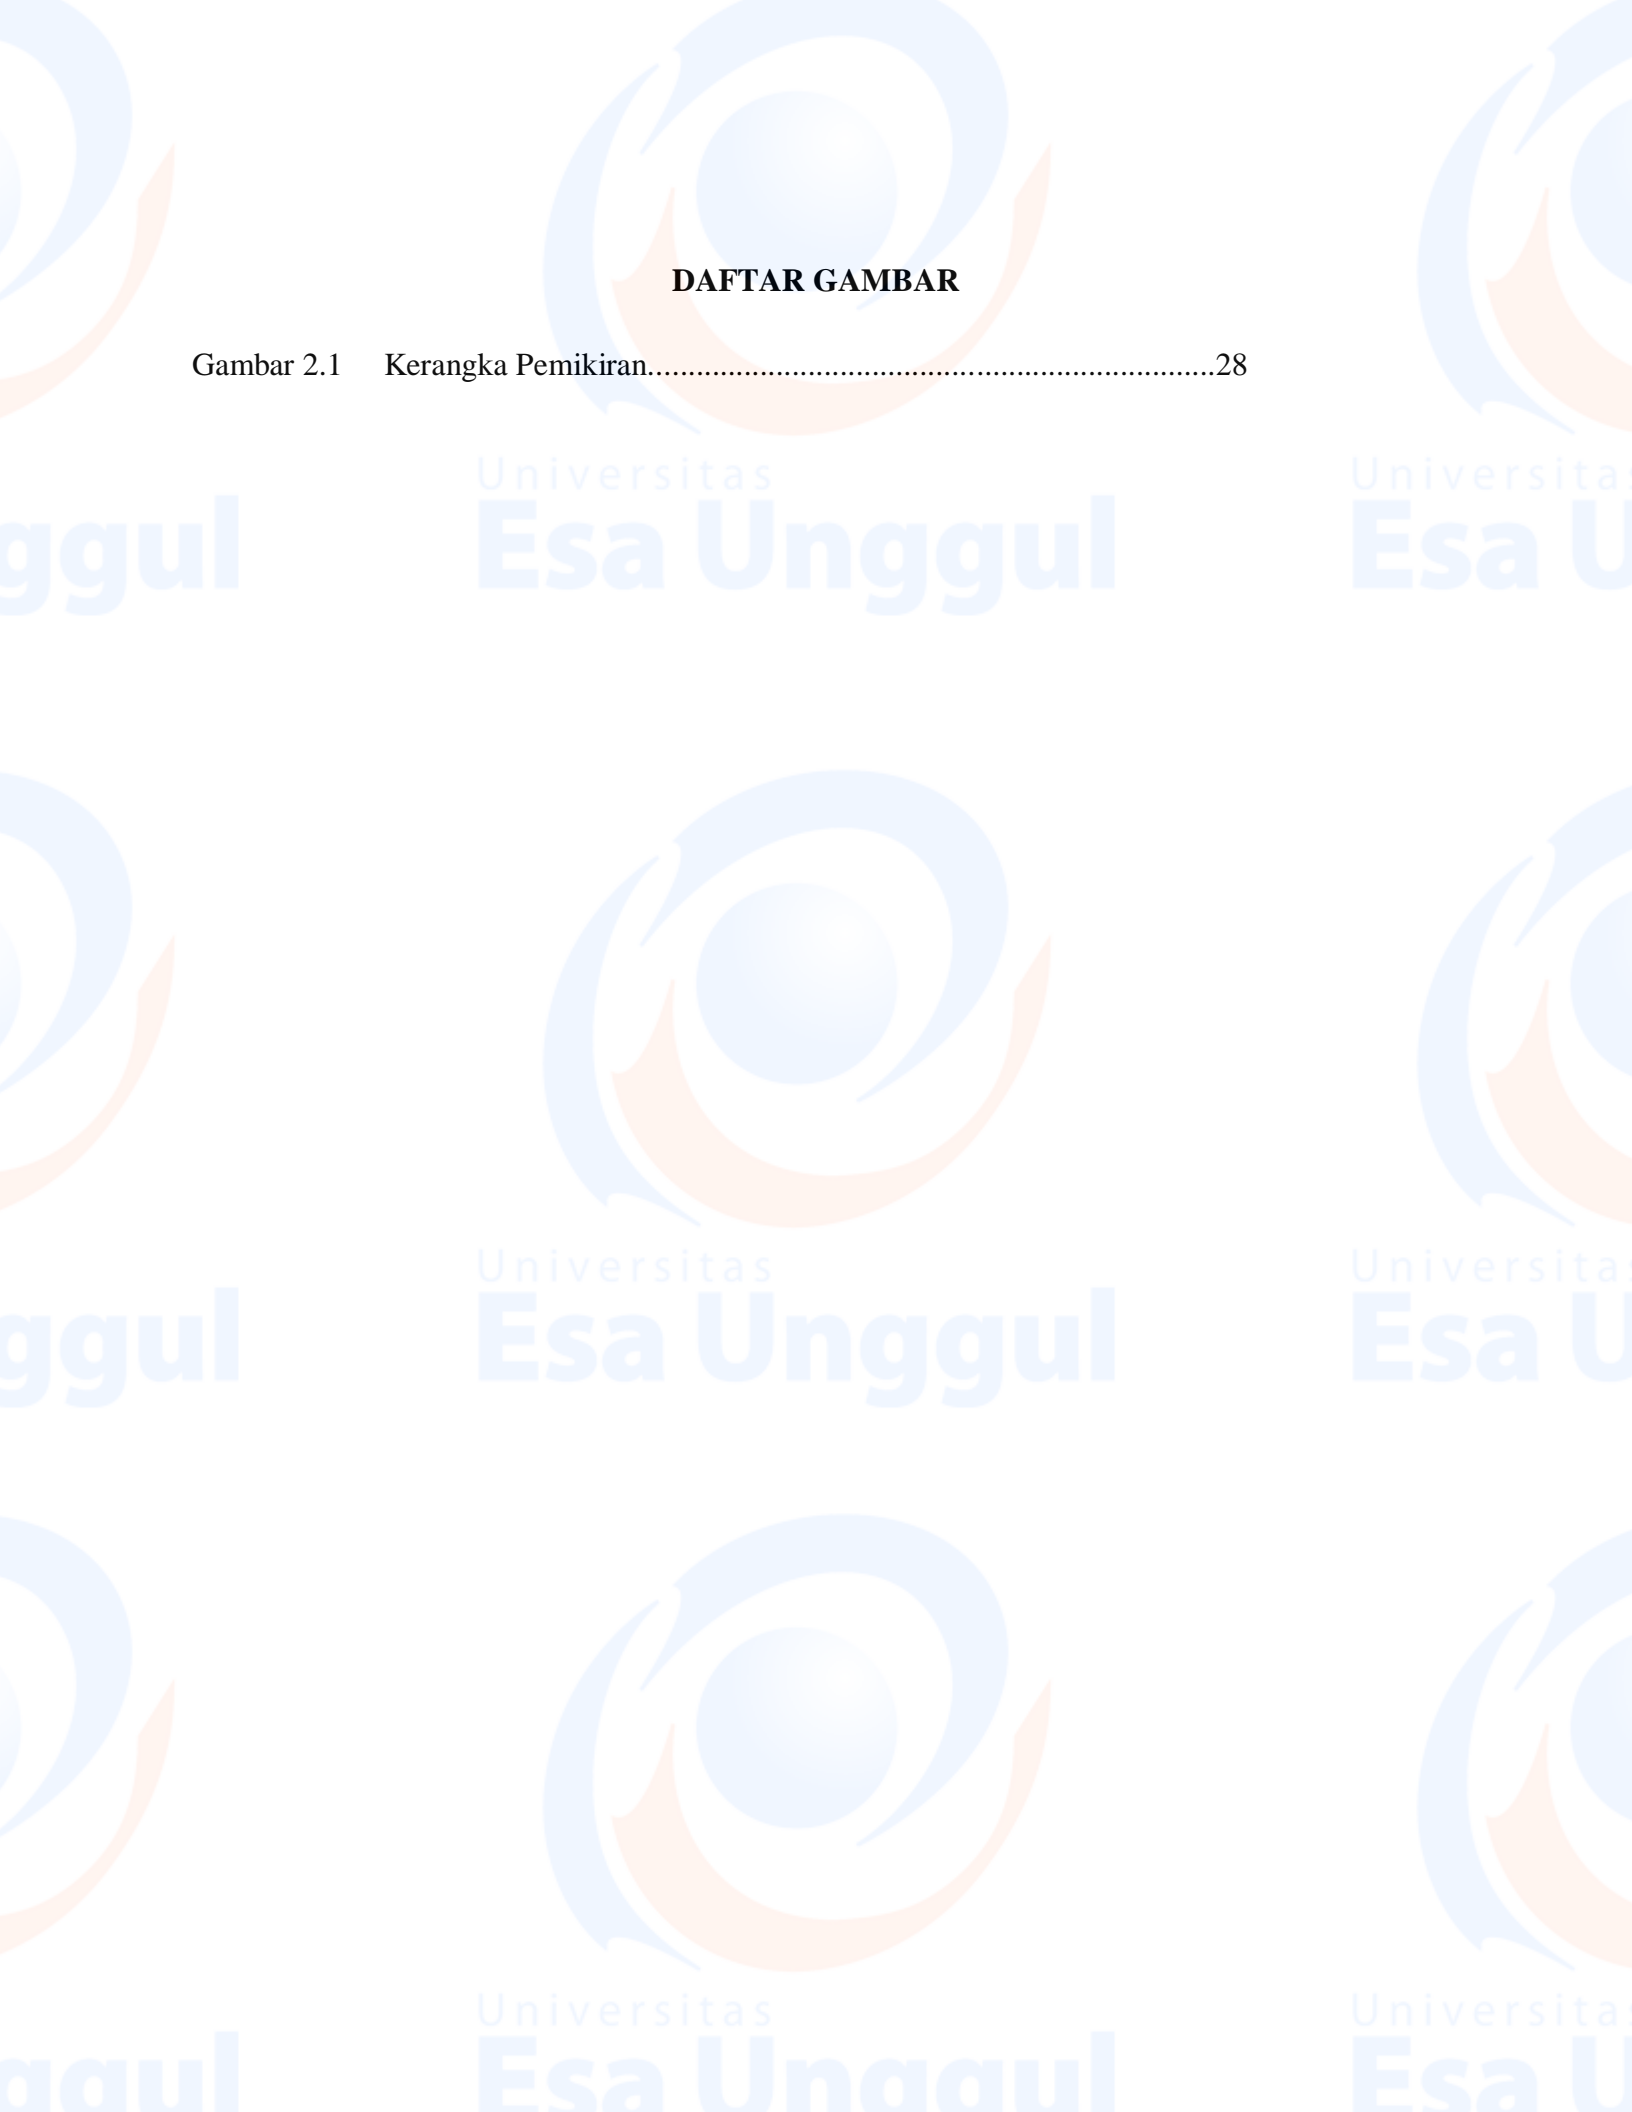 DAFTAR GAMBAR
Gambar 2.1 Kerangka Pemikiran......................................................................28
Universitas
Esa Unggul
Universitas
Esa Unggul
Universitas
Esa Unggul